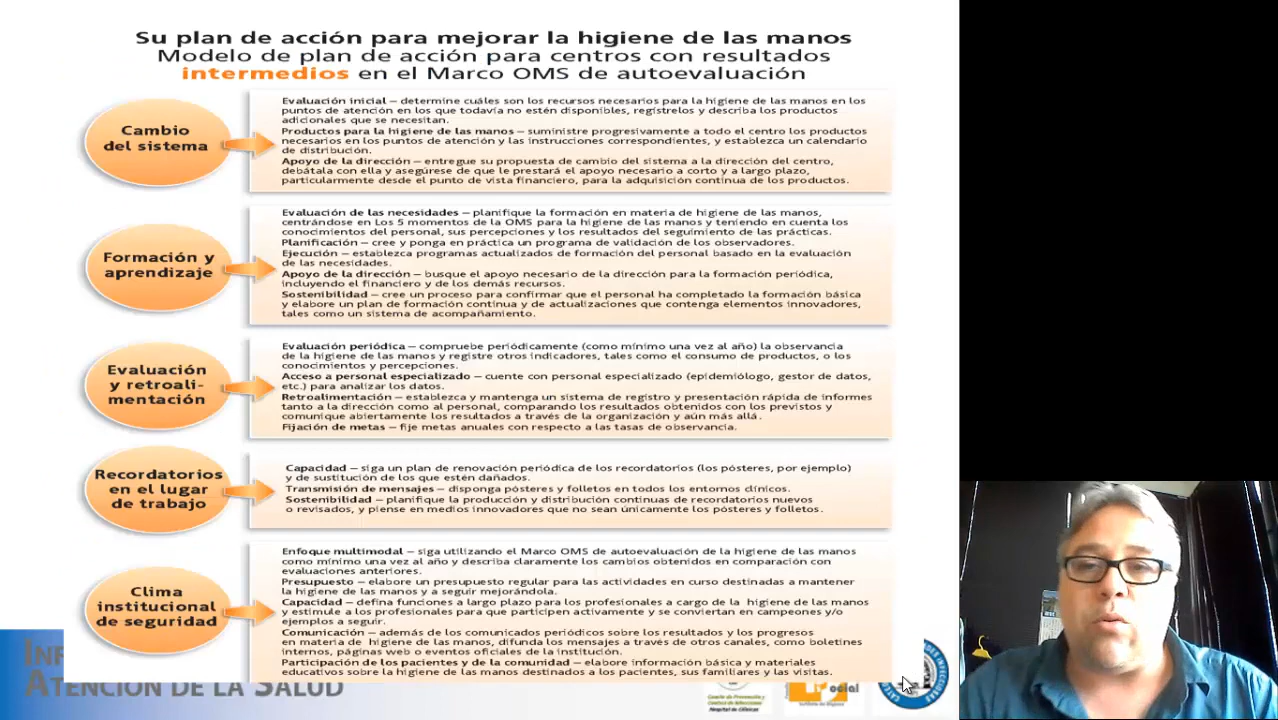 Su plan de acción para mejorar la higiene de las manos
Modelo de plan de acción para centros con resultados
intermedios en el Marco OMS de autoevaluación
Cambio
del sistema
Evaluación inicial – determine cuáles son los recursos necesarios para la higiene de las manos en los
puntos de atención en los que todavía no estén disponibles, regístrelos y describa los productos
adicionales que se necesitan.
Productos para la higiene de las manos – suministre progresivamente a todo el centro los productos
necesarios en los puntos de atención y las instrucciones correspondientes, y establezca un calendario
de distribución.
Apoyo de la dirección – entregue su propuesta de cambio del sistema a la dirección del centro,
debátala con ella y asegúrese de que le prestará el apoyo necesario a corto y a largo plazo,
particularmente desde el punto de vista financiero, para la adquisición continua de los productos.
Formación y
aprendizaje
Evaluación de las necesidades – planifique la formación en materia de higiene de las manos,
centrándose en Los 5 momentos de la OMS para la higiene de las manos y teniendo en cuenta los
conocimientos del personal, sus percepciones y los resultados del seguimiento de las prácticas.
Planificación – cree y ponga en práctica un programa de validación de los observadores.
Ejecución – establezca programas actualizados de formación del personal basado en la evaluación
de las necesidades.
Apoyo de la dirección – busque el apoyo necesario de la dirección para la formación periódica,
incluyendo el financiero y de los demás recursos.
Sostenibilidad – cree un proceso para confirmar que el personal ha completado la formación básica
y elabore un plan de formación continua y de actualizaciones que contenga elementos innovadores,
tales como un sistema de acompañamiento.
Evaluación
y retroali-
mentación
Evaluación periódica – compruebe periódicamente (como mínimo una vez al año) la observancia
de la higiene de las manos y registre otros indicadores, tales como el consumo de productos, o los
conocimientos y percepciones.
Acceso a personal especializado – cuente con personal especializado (epidemiólogo, gestor de datos,
etc.) para analizar los datos.
Retroalimentación – establezca y mantenga un sistema de registro y presentación rápida de informes
tanto a la dirección como al personal, comparando los resultados obtenidos con los previstos y
comunique abiertamente los resultados a través de la organización y aún más allá.
Fijación de metas – fije metas anuales con respecto a las tasas de observancia.
Recordatorios
en el lugar
de trabajo
Capacidad – siga un plan de renovación periódica de los recordatorios (los pósteres, por ejemplo)
y de sustitución de los que estén dañados.
Transmisión de mensajes – disponga pósteres y folletos en todos los entornos clínicos.
Sostenibilidad – planifique la producción y distribución continuas de recordatorios nuevos
o revisados, y piense en medios innovadores que no sean únicamente los pósteres y folletos.
Clima
institucional
de seguridad
Enfoque multimodal – siga utilizando el Marco OMS de autoevaluación de la higiene de las manos
como mínimo una vez al año y describa claramente los cambios obtenidos en comparación con
evaluaciones anteriores.
Presupuesto – elabore un presupuesto regular para las actividades en curso destinadas a mantener
la higiene de las manos y a seguir mejorándola.
Capacidad – defina funciones a largo plazo para los profesionales a cargo de la higiene de las manos
y estimule a los profesionales para que participen activamente y se conviertan en campeones y/o
ejemplos a seguir.
Comunicación – además de los comunicados periódicos sobre los resultados y los progresos
en materia de higiene de las manos, difunda los mensajes a través de otros canales, como boletines
internos, páginas web o eventos oficiales de la institución.
Participación de los pacientes y de la comunidad – elabore información básica y materiales
educativos sobre la higiene de las manos destinados a los pacientes, sus familiares y las visitas.
ATENCIÓN DE LA SALUD